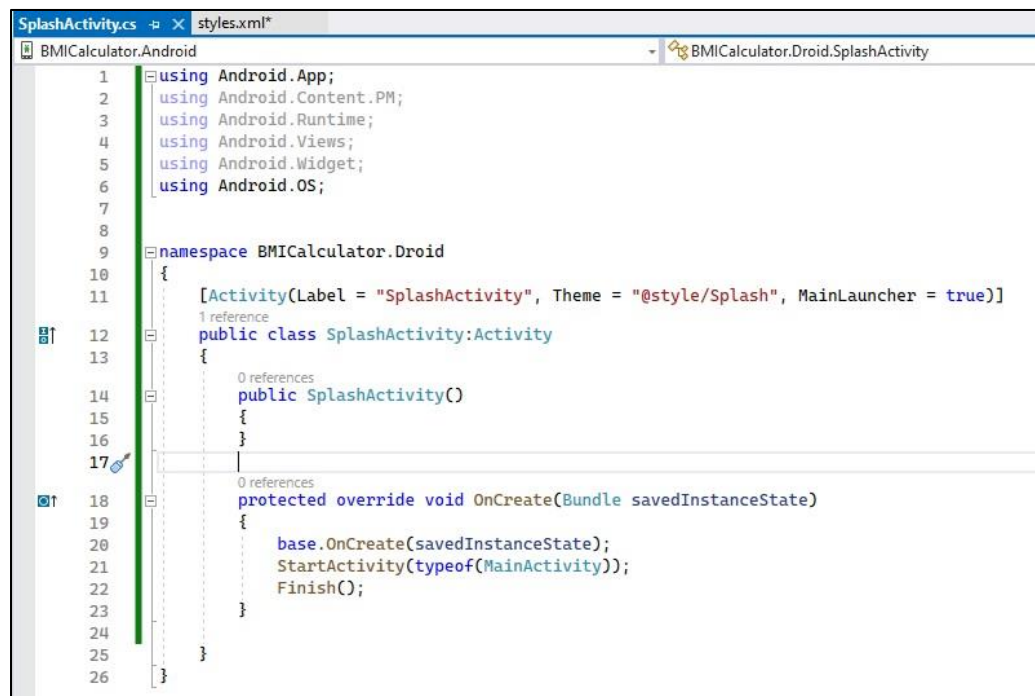 SplashActivity.cs styles.xml*
BMICalculator.Android BMICalculator.Droid.SplashActivity
1 using Android.App;
2 using Android.Content.PM;
3 using Android.Runtime;
4 using Android.Views;
5 using Android.Widget;
6 using Android.OS;
7
8
9 namespace BMICalculator.Droid
10 {
11 [Activity(Label = "SplashActivity", Theme = "@style/Splash", MainLauncher = true)]
1 reference
12 public class SplashActivity:Activity
13 {
0 references
14 public SplashActivity()
15 {
16 }
17
0 references
18 protected override void OnCreate(Bundle savedInstanceState)
19 {
20 base.OnCreate(savedInstanceState);
21 StartActivity(typeof(MainActivity));
22 Finish();
23 }
24
25 }
26 }